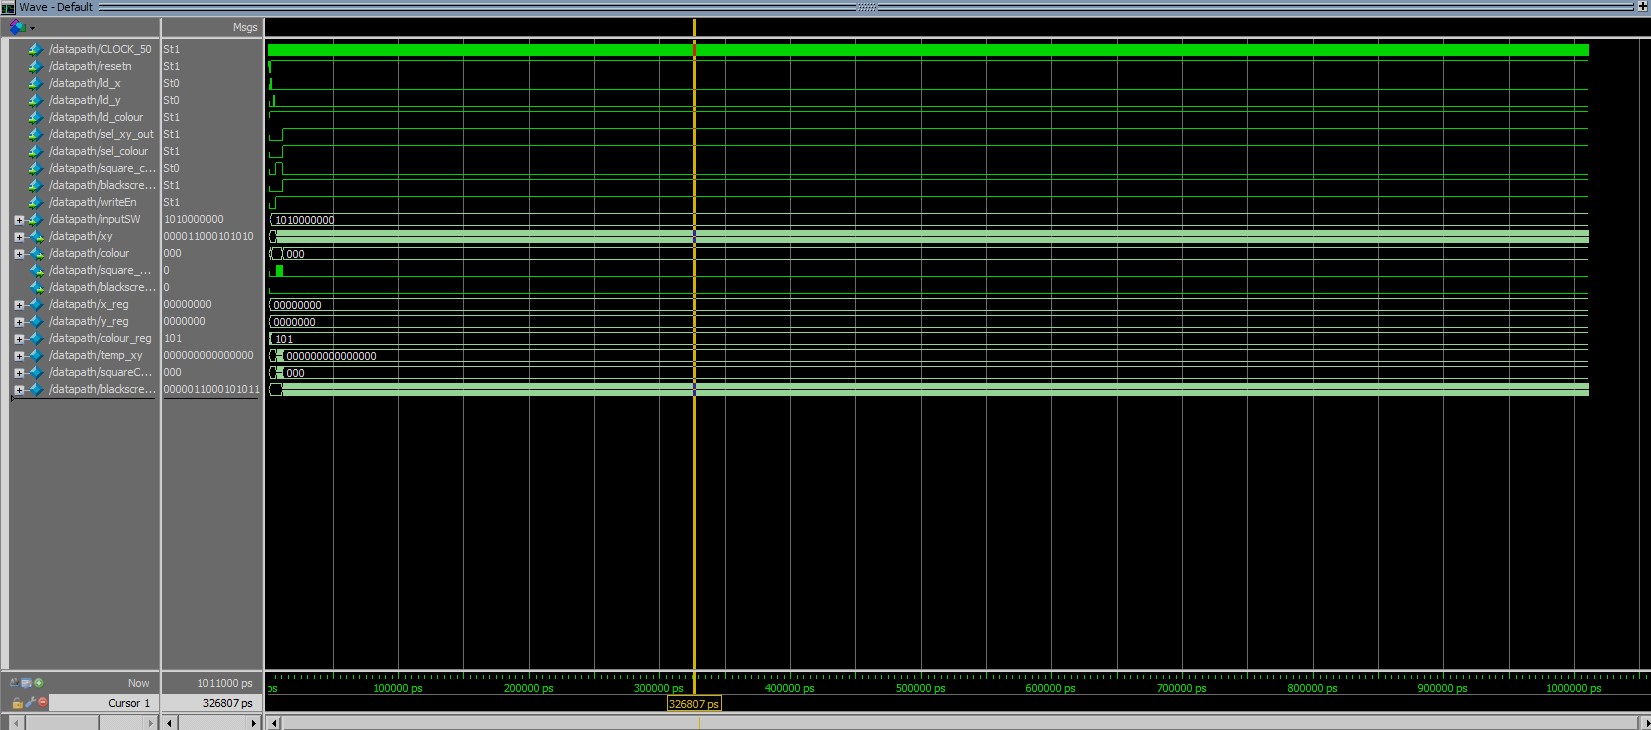 Wave - Default
Msgs
/datapath/CLOCK_50 St1
/datapath/resetn St1
/datapath/ld_x St0
/datapath/ld_y St0
/datapath/ld_colour St1
/datapath/sel_xy_out St1
/datapath/sel_colour St1
/datapath/square_c... St0
/datapath/blackscre... St1
/datapath/writeEn St1
/datapath/inputSW 1010000000 1010000000
/datapath/xy 000011000101010
/datapath/colour 000 000
/datapath/square_... 0
/datapath/blackscre... 0
/datapath/x_reg 00000000 00000000
/datapath/y_reg 0000000 0000000
/datapath/colour_reg 101 101
/datapath/temp_xy 000000000000000 000000000000000
/datapath/squareC... 000 000
/datapath/blackscre... 0000011000101011
Now 1011000 ps ps 100000 ps 200000 ps 300000 ps 400000 ps 500000 ps 600000 ps 700000 ps 800000 ps 900000 ps 1000000 ps
Cursor 1 326807 ps 326807 ps